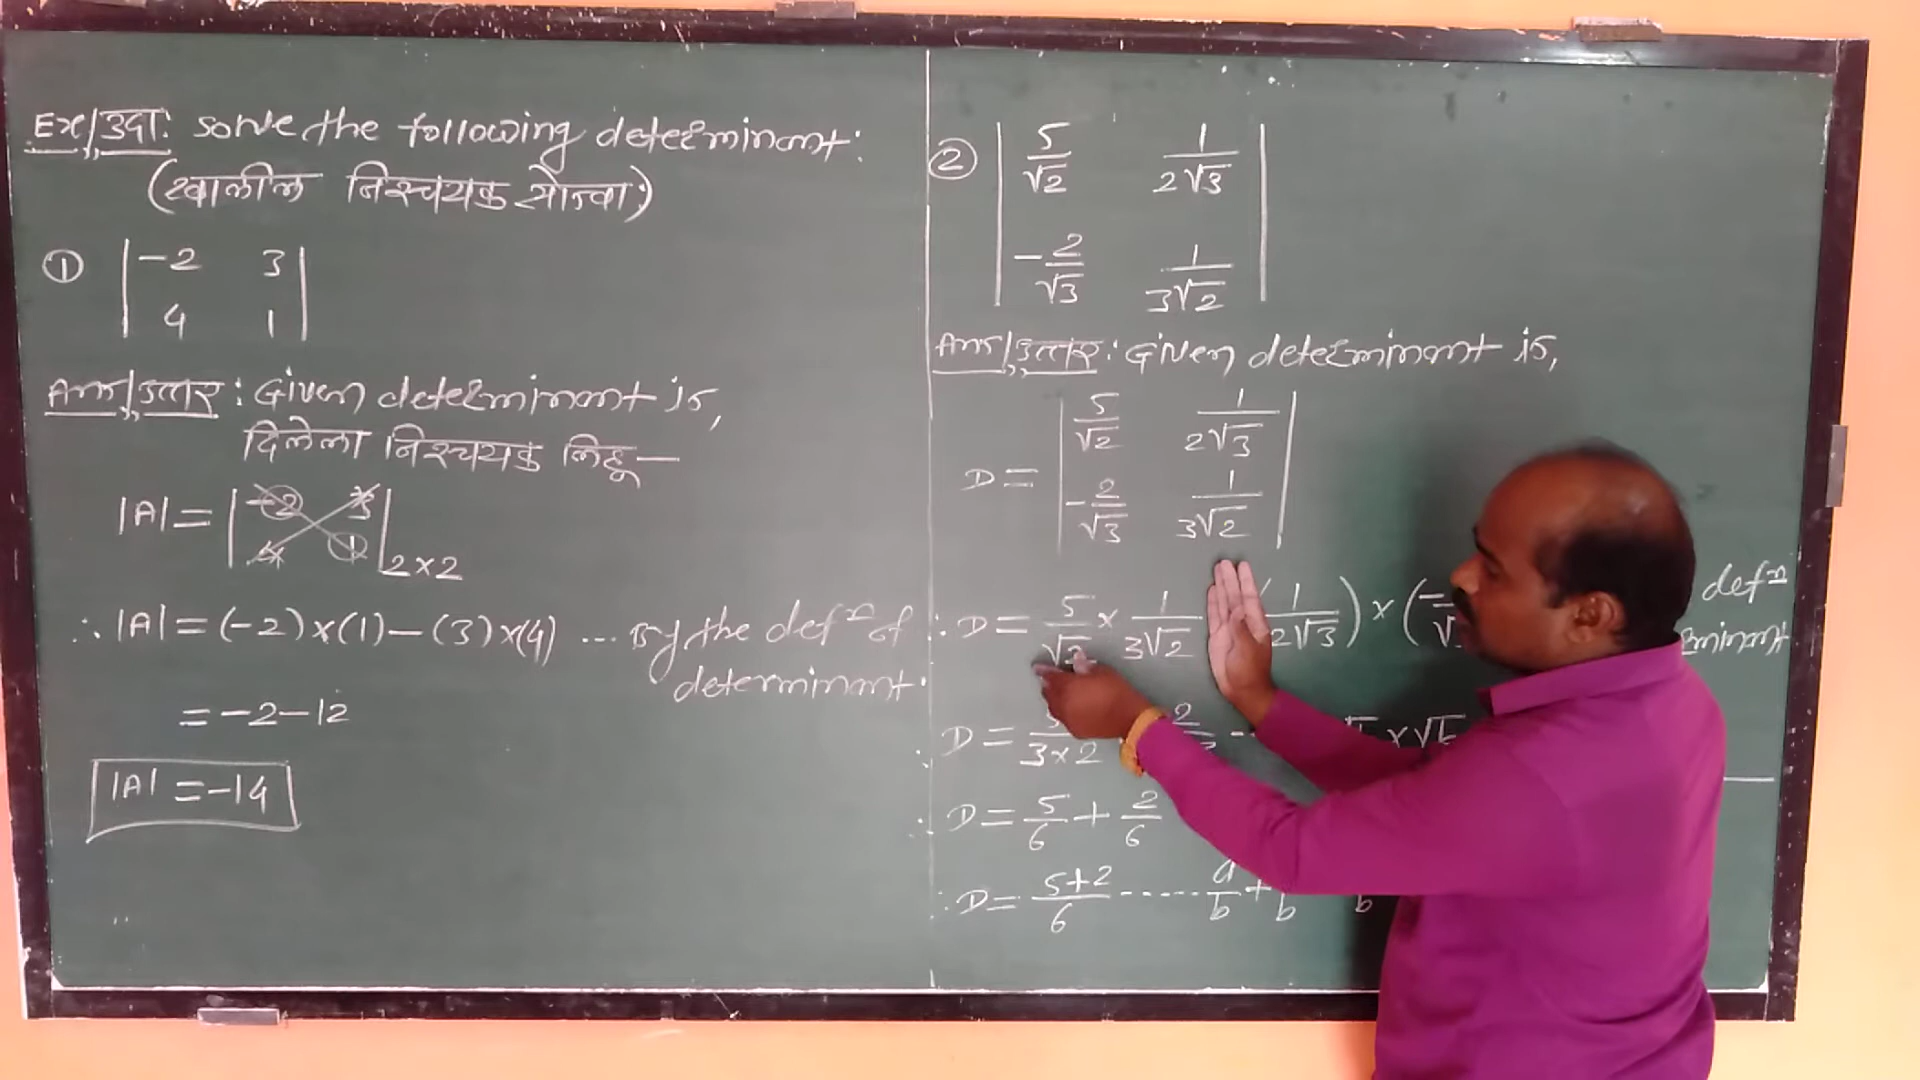 Ex/उदा: solve the following determinant:
(खालील निश्चयक सोडवा:)
① | -2 3 |
| 4 1 |
Ans/उत्तर : Given determinant is,
दिलेला निश्चयक लिहू—
|A| = | -2 3 |
| 4 1 | 2×2
∴ |A| = (-2)×(1) - (3)×(4) ... By the defⁿ of
determinant.
= -2-12
|A| = -14
② | 5/√2 1/2√3 |
| -2/√3 1/3√2 |
Ans/उत्तर : Given determinant is,
D = | 5/√2 1/2√3 |
| -2/√3 1/3√2 |
∴ D = 5/√2 × 1/3√2 1/2√3) × (- defⁿ
∴ D = 3×2 2
∴ D = 5/6 + 2/6
∴ D = 5+2/6 ----- a/b + b b